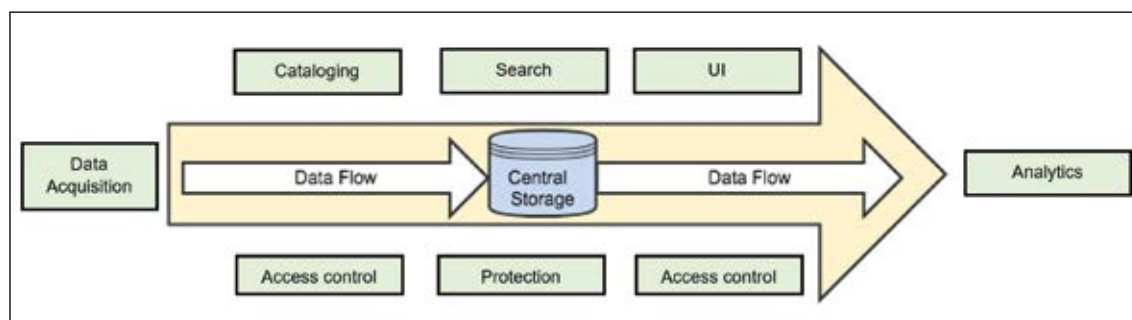 Cataloging
Search
UI
Data
Acquisition
Data Flow
Central
Storage
Data Flow
Analytics
Access control
Protection
Access control